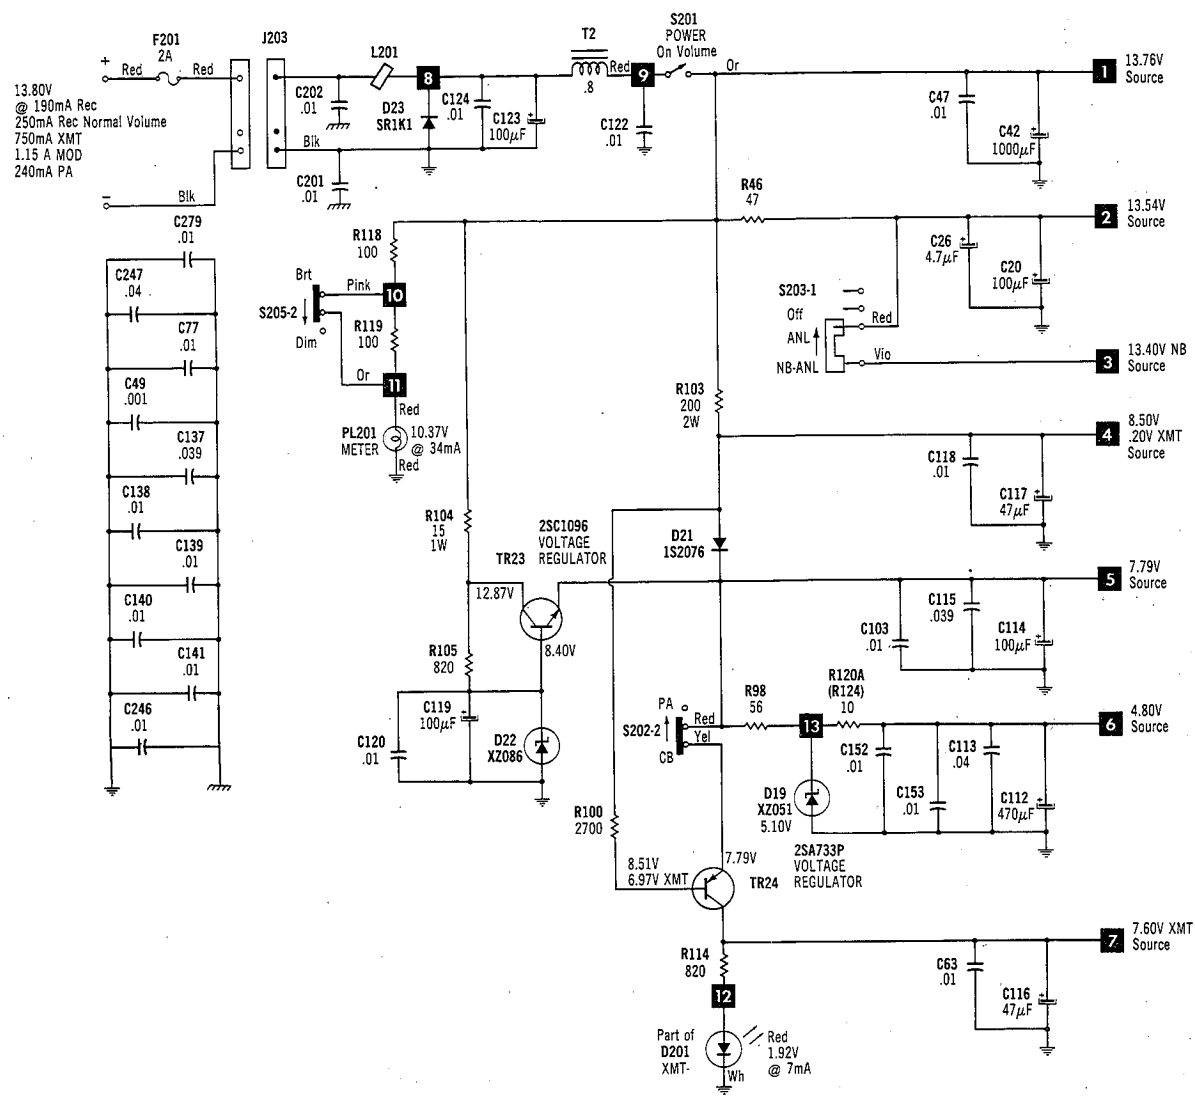 F201
2A
+
Red
Red
13.80V
@ 190mA Rec
250mA Rec Normal Volume
750mA XMT
1.15 A MOD
240mA PA
−
Blk
J203
L201
C202
.01
8
D23
SR1K1
C124
.01
C123
100µF
Blk
C201
.01
T2
.8
Red
9
C122
.01
S201
POWER
On Volume
Or
C47
.01
C42
1000µF
1
13.76V
Source
R46
47
C26
4.7µF
C20
100µF
2
13.54V
Source
S203-1
Off
ANL
NB-ANL
Red
Vio
3
13.40V NB
Source
R118
100
Brt
Pink
10
S205-2
Dim
R119
100
Or
11
Red
PL201
METER
10.37V
@ 34mA
Red
C279
.01
C247
.04
C77
.01
C49
.001
C137
.039
C138
.01
C139
.01
C140
.01
C141
.01
C246
.01
R103
200
2W
4
8.50V
.20V XMT
Source
C118
.01
C117
47µF
R104
15
1W
2SC1096
VOLTAGE
REGULATOR
TR23
12.87V
8.40V
D21
1S2076
5
7.79V
Source
C103
.01
C115
.039
C114
100µF
R105
820
C119
100µF
C120
.01
D22
XZ086
PA
S202-2
CB
Red
Yel
R98
56
13
R120A
(R124)
10
6
4.80V
Source
C152
.01
C153
.01
C113
.04
C112
470µF
D19
XZ051
5.10V
R100
2700
8.51V
6.97V XMT
7.79V
TR24
2SA733P
VOLTAGE
REGULATOR
7
7.60V XMT
Source
R114
820
12
C63
.01
C116
47µF
Part of
D201
XMT-
Red
1.92V
@ 7mA
Wh